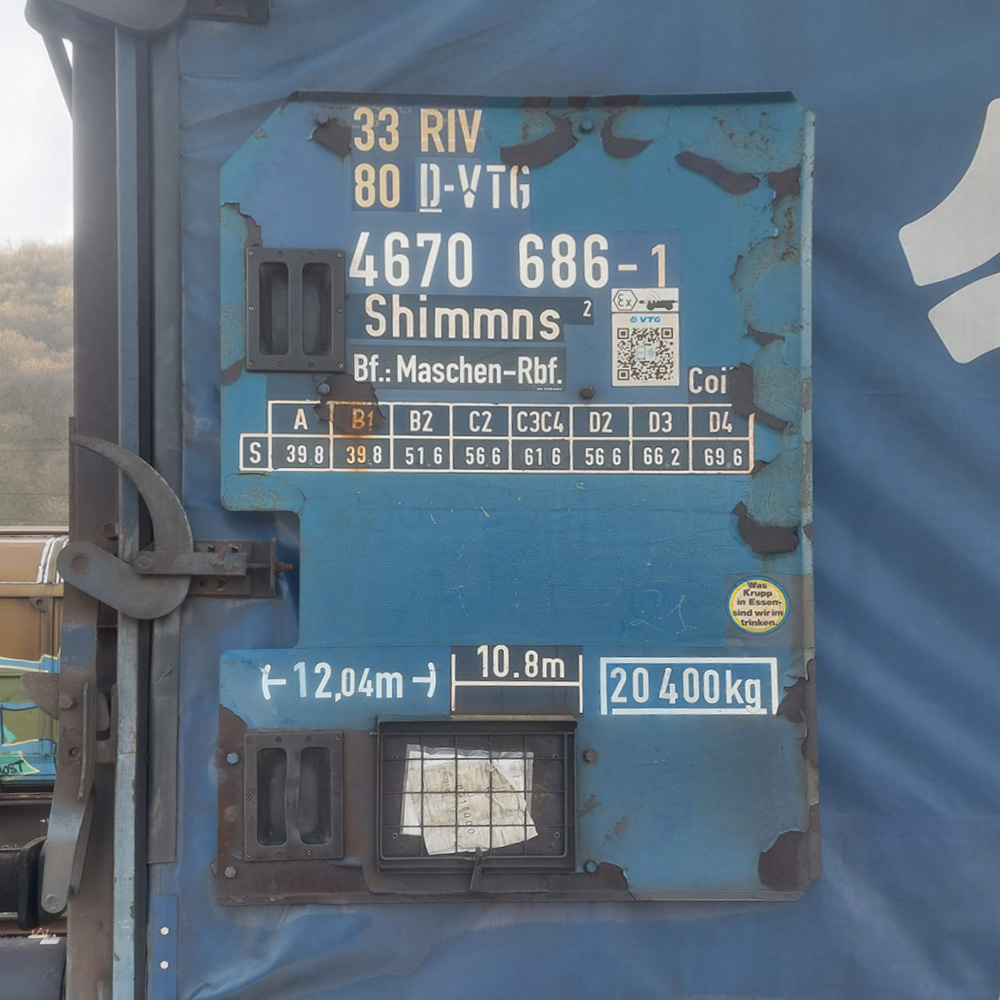 33 RIV
80 D-VTG
4670 686-1
Shimmns 2
Ex
VTG
Bf.: Maschen-Rbf.
Coi
A B1 B2 C2 C3C4 D2 D3 D4
S 39.8 39.8 51 6 56 6 61 6 56 6 66 2 69.6
Was
Krupp
in Essen-
sind wir im
trinken.
21
12,04m
10.8m
20 400kg